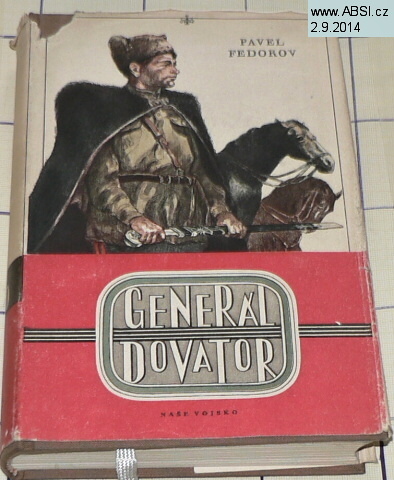 www.ABSI.cz
2.9.2014
PAVEL
FEDOROV
GENERÁL
DOVATOR
NAŠE VOJSKO